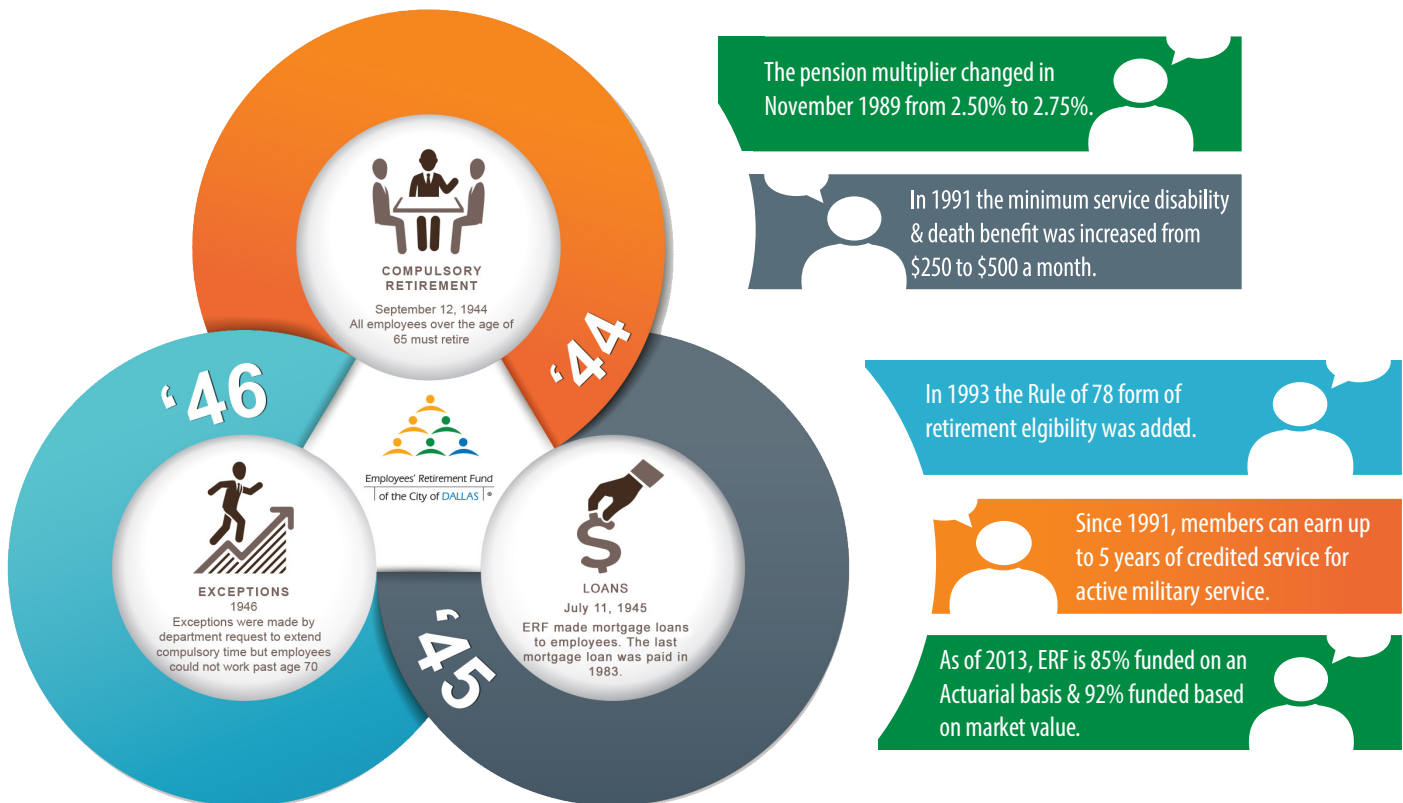 The pension multiplier changed in
November 1989 from 2.50% to 2.75%.
In 1991 the minimum service disability
& death benefit was increased from
$250 to $500 a month.
COMPULSORY
RETIREMENT
September 12, 1944
All employees over the age of
65 must retire
'44
'46
In 1993 the Rule of 78 form of
retirement elgibility was added.
Employees' Retirement Fund
of the City of DALLAS ®
Since 1991, members can earn up
to 5 years of credited service for
active military service.
EXCEPTIONS
1946
Exceptions were made by
department request to extend
compulsory time but employees
could not work past age 70
$
LOANS
July 11, 1945
ERF made mortgage loans
to employees. The last
mortgage loan was paid in
1983.
'45
As of 2013, ERF is 85% funded on an
Actuarial basis & 92% funded based
on market value.